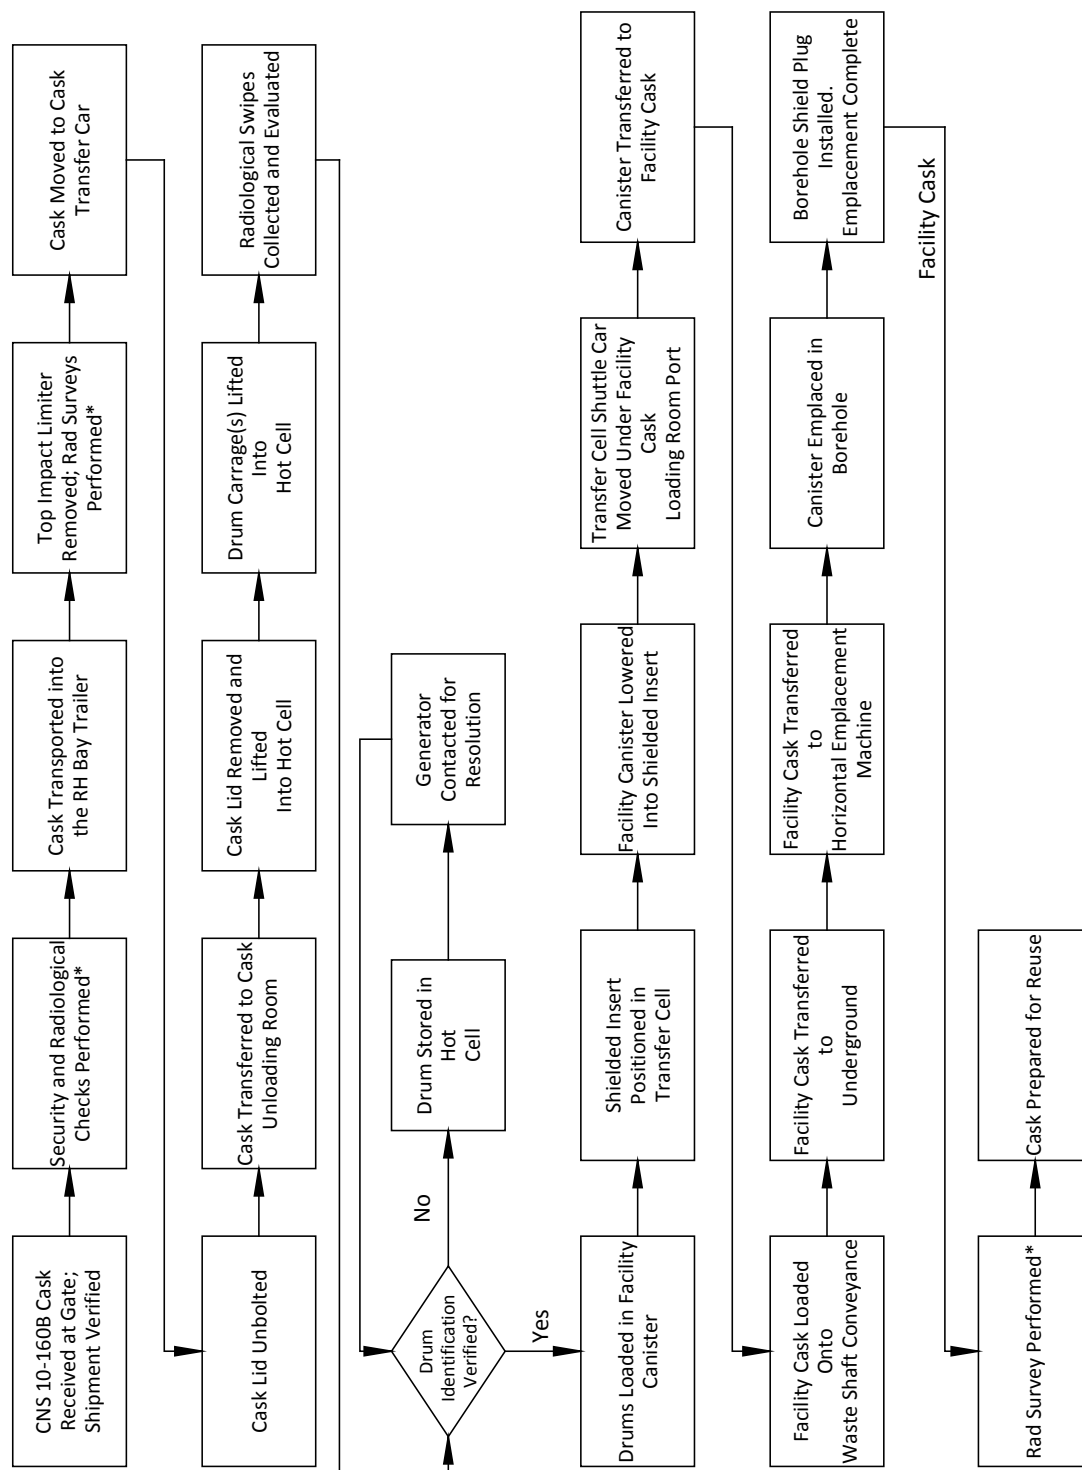 CNS 10-160B Cask
Received at Gate;
Shipment Verified
Security and Radiological
Checks Performed*
Cask Transported into
the RH Bay Trailer
Top Impact Limiter
Removed; Rad Surveys
Performed*
Cask Moved to Cask
Transfer Car
Cask Lid Unbolted
Cask Transferred to Cask
Unloading Room
Cask Lid Removed and
Lifted
Into Hot Cell
Drum Carrage(s) Lifted
Into
Hot Cell
Radiological Swipes
Collected and Evaluated
Drum
Identification
Verified?
No
Drum Stored in
Hot
Cell
Generator
Contacted for
Resolution
Yes
Drums Loaded in Facility
Canister
Shielded Insert
Positioned in
Transfer Cell
Facility Canister Lowered
Into Shielded Insert
Transfer Cell Shuttle Car
Moved Under Facility
Cask
Loading Room Port
Canister Transferred to
Facility Cask
Facility Cask Loaded
Onto
Waste Shaft Conveyance
Facility Cask Transferred
to
Underground
Facility Cask Transferred
to
Horizontal Emplacement
Machine
Canister Emplaced in
Borehole
Borehole Shield Plug
Installed.
Emplacement Complete
Facility Cask
Rad Survey Performed*
Cask Prepared for Reuse